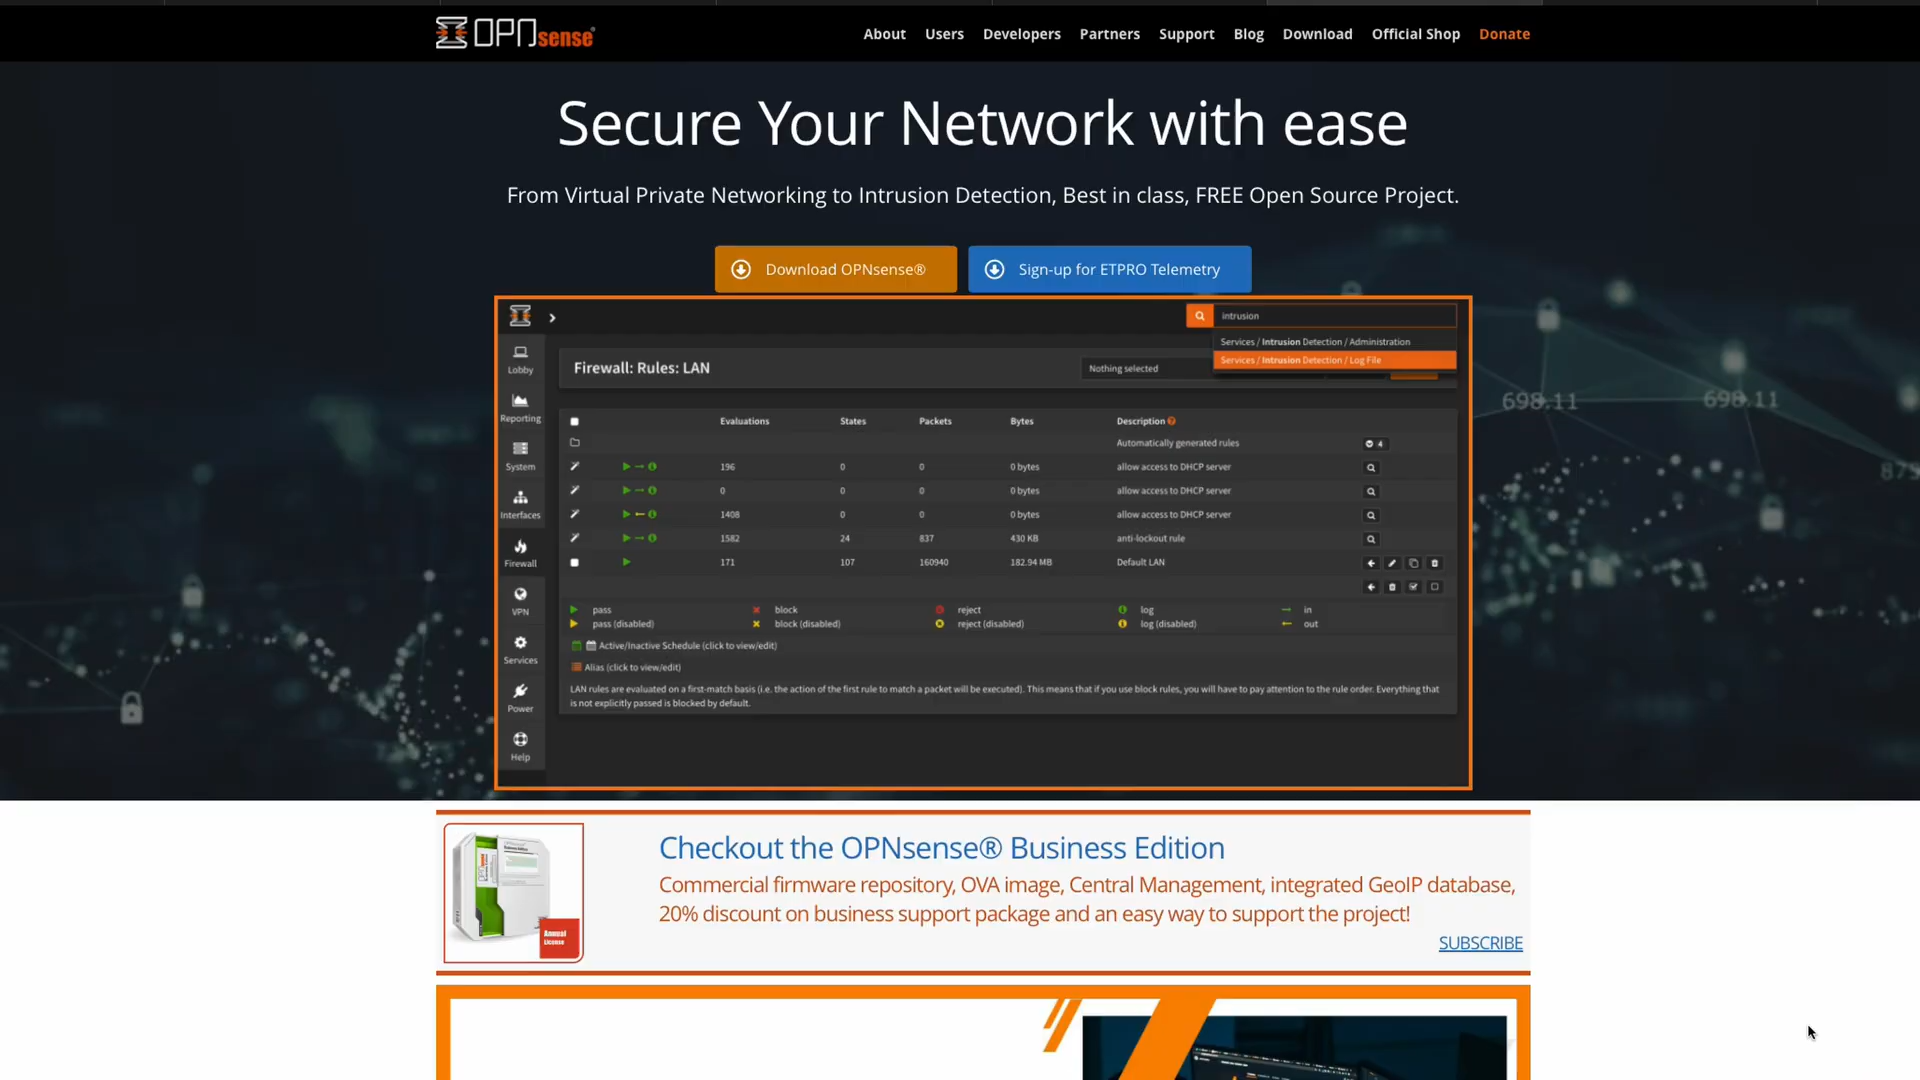 OPNsense®
About Users Developers Partners Support Blog Download Official Shop Donate
Secure Your Network with ease
From Virtual Private Networking to Intrusion Detection, Best in class, FREE Open Source Project.
Download OPNsense® Sign-up for ETPRO Telemetry
intrusion
Services / Intrusion Detection / Administration
Services / Intrusion Detection / Log File
Firewall: Rules: LAN Nothing selected
Lobby
Reporting
System
Interfaces
Firewall
VPN
Services
Power
Help
Evaluations States Packets Bytes Description
Automatically generated rules 4
196 0 0 0 bytes allow access to DHCP server
0 0 0 0 bytes allow access to DHCP server
1408 0 0 0 bytes allow access to DHCP server
1582 24 837 430 KB anti-lockout rule
171 107 160940 182.94 MB Default LAN
pass block reject log in
pass (disabled) block (disabled) reject (disabled) log (disabled) out
Active/Inactive Schedule (click to view/edit)
Alias (click to view/edit)
LAN rules are evaluated on a first-match basis (i.e. the action of the first rule to match a packet will be executed). This means that if you use block rules, you will have to pay attention to the rule order. Everything that
is not explicitly passed is blocked by default.
698.11 698.11
879
Checkout the OPNsense® Business Edition
Commercial firmware repository, OVA image, Central Management, integrated GeoIP database,
20% discount on business support package and an easy way to support the project!
SUBSCRIBE
Annual
License